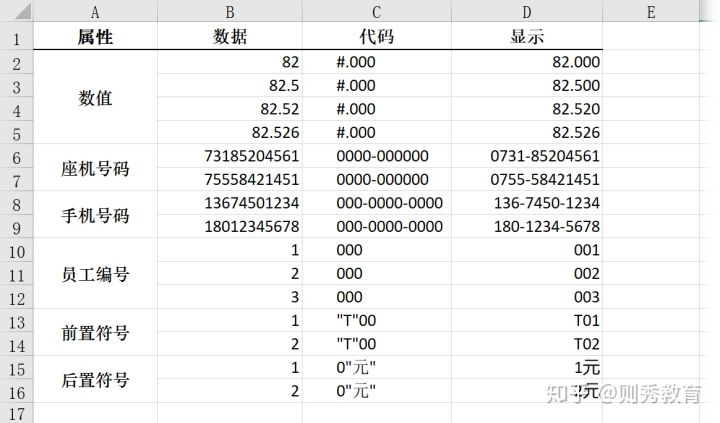 A B C D E
1 属性 数据 代码 显示
2 82 #.000 82.000
3 数值 82.5 #.000 82.500
4 82.52 #.000 82.520
5 82.526 #.000 82.526
6 座机号码 73185204561 0000-000000 0731-85204561
7 75558421451 0000-000000 0755-58421451
8 手机号码 13674501234 000-0000-0000 136-7450-1234
9 18012345678 000-0000-0000 180-1234-5678
10 1 000 001
11 员工编号 2 000 002
12 3 000 003
13 前置符号 1 "T"00 T01
14 2 "T"00 T02
15 后置符号 1 0"元" 1元
16 2 0"元" 2元
知乎 @则秀教育
17